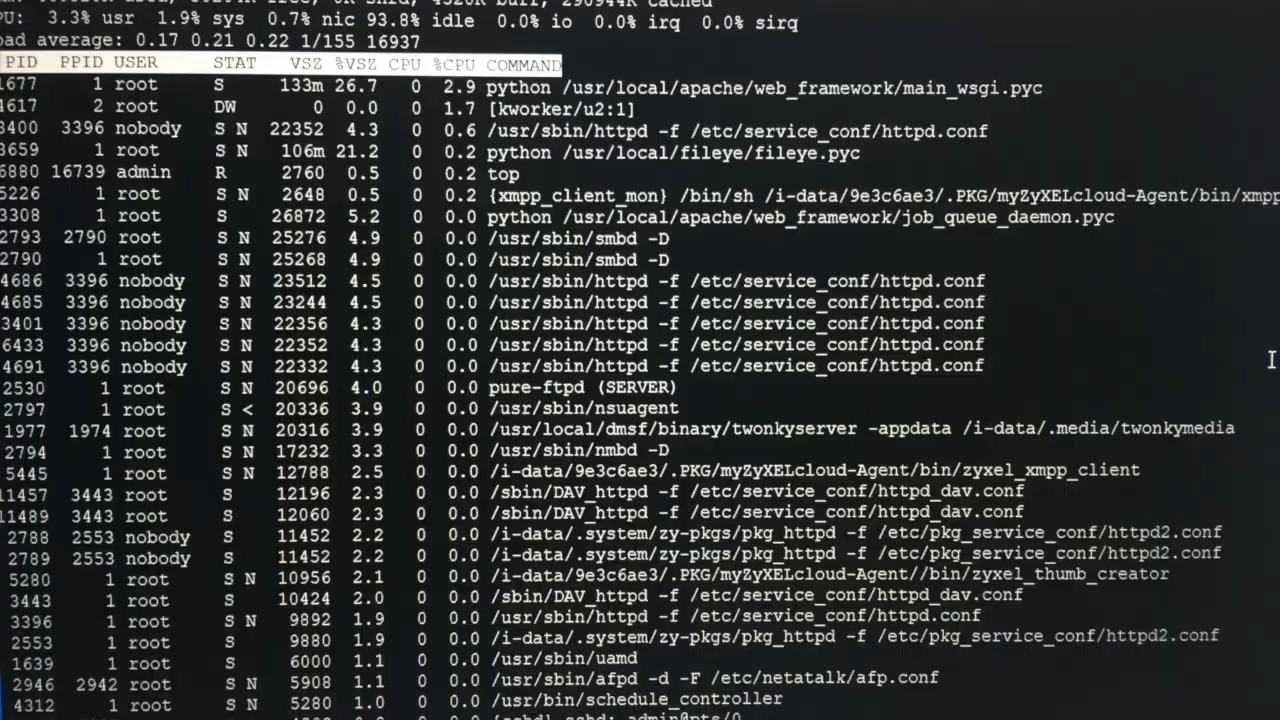 buff, 290944K cached
PU: 3.3% usr 1.9% sys 0.7% nic 93.8% idle 0.0% io 0.0% irq 0.0% sirq
oad average: 0.17 0.21 0.22 1/155 16937
PID PPID USER STAT VSZ %VSZ CPU %CPU COMMAND
1677 1 root S 133m 26.7 0 2.9 python /usr/local/apache/web_framework/main_wsgi.pyc
4617 2 root DW 0 0.0 0 1.7 [kworker/u2:1]
3400 3396 nobody S N 22352 4.3 0 0.6 /usr/sbin/httpd -f /etc/service_conf/httpd.conf
3659 1 root S N 106m 21.2 0 0.2 python /usr/local/fileye/fileye.pyc
6880 16739 admin R 2760 0.5 0 0.2 top
5226 1 root S N 2648 0.5 0 0.2 {xmpp_client_mon} /bin/sh /i-data/9e3c6ae3/.PKG/myZyXELcloud-Agent/bin/xmpp
3308 1 root S 26872 5.2 0 0.0 python /usr/local/apache/web_framework/job_queue_daemon.pyc
2793 2790 root S N 25276 4.9 0 0.0 /usr/sbin/smbd -D
2790 1 root S N 25268 4.9 0 0.0 /usr/sbin/smbd -D
4686 3396 nobody S N 23512 4.5 0 0.0 /usr/sbin/httpd -f /etc/service_conf/httpd.conf
4685 3396 nobody S N 23244 4.5 0 0.0 /usr/sbin/httpd -f /etc/service_conf/httpd.conf
3401 3396 nobody S N 22356 4.3 0 0.0 /usr/sbin/httpd -f /etc/service_conf/httpd.conf
6433 3396 nobody S N 22352 4.3 0 0.0 /usr/sbin/httpd -f /etc/service_conf/httpd.conf
4691 3396 nobody S N 22332 4.3 0 0.0 /usr/sbin/httpd -f /etc/service_conf/httpd.conf
2530 1 root S N 20696 4.0 0 0.0 pure-ftpd (SERVER)
2797 1 root S < 20336 3.9 0 0.0 /usr/sbin/nsuagent
1977 1974 root S N 20316 3.9 0 0.0 /usr/local/dmsf/binary/twonkyserver -appdata /i-data/.media/twonkymedia
2794 1 root S N 17232 3.3 0 0.0 /usr/sbin/nmbd -D
5445 1 root S N 12788 2.5 0 0.0 /i-data/9e3c6ae3/.PKG/myZyXELcloud-Agent/bin/zyxel_xmpp_client
11457 3443 root S 12196 2.3 0 0.0 /sbin/DAV_httpd -f /etc/service_conf/httpd_dav.conf
11489 3443 root S 12060 2.3 0 0.0 /sbin/DAV_httpd -f /etc/service_conf/httpd_dav.conf
2788 2553 nobody S 11452 2.2 0 0.0 /i-data/.system/zy-pkgs/pkg_httpd -f /etc/pkg_service_conf/httpd2.conf
2789 2553 nobody S 11452 2.2 0 0.0 /i-data/.system/zy-pkgs/pkg_httpd -f /etc/pkg_service_conf/httpd2.conf
5280 1 root S N 10956 2.1 0 0.0 /i-data/9e3c6ae3/.PKG/myZyXELcloud-Agent//bin/zyxel_thumb_creator
3443 1 root S 10424 2.0 0 0.0 /sbin/DAV_httpd -f /etc/service_conf/httpd_dav.conf
3396 1 root S N 9892 1.9 0 0.0 /usr/sbin/httpd -f /etc/service_conf/httpd.conf
2553 1 root S 9880 1.9 0 0.0 /i-data/.system/zy-pkgs/pkg_httpd -f /etc/pkg_service_conf/httpd2.conf
1639 1 root S 6000 1.1 0 0.0 /usr/sbin/uamd
2946 2942 root S N 5908 1.1 0 0.0 /usr/sbin/afpd -d -F /etc/netatalk/afp.conf
4312 1 root S N 5280 1.0 0 0.0 /usr/bin/schedule_controller
{sshd} sshd: admin@pts/0